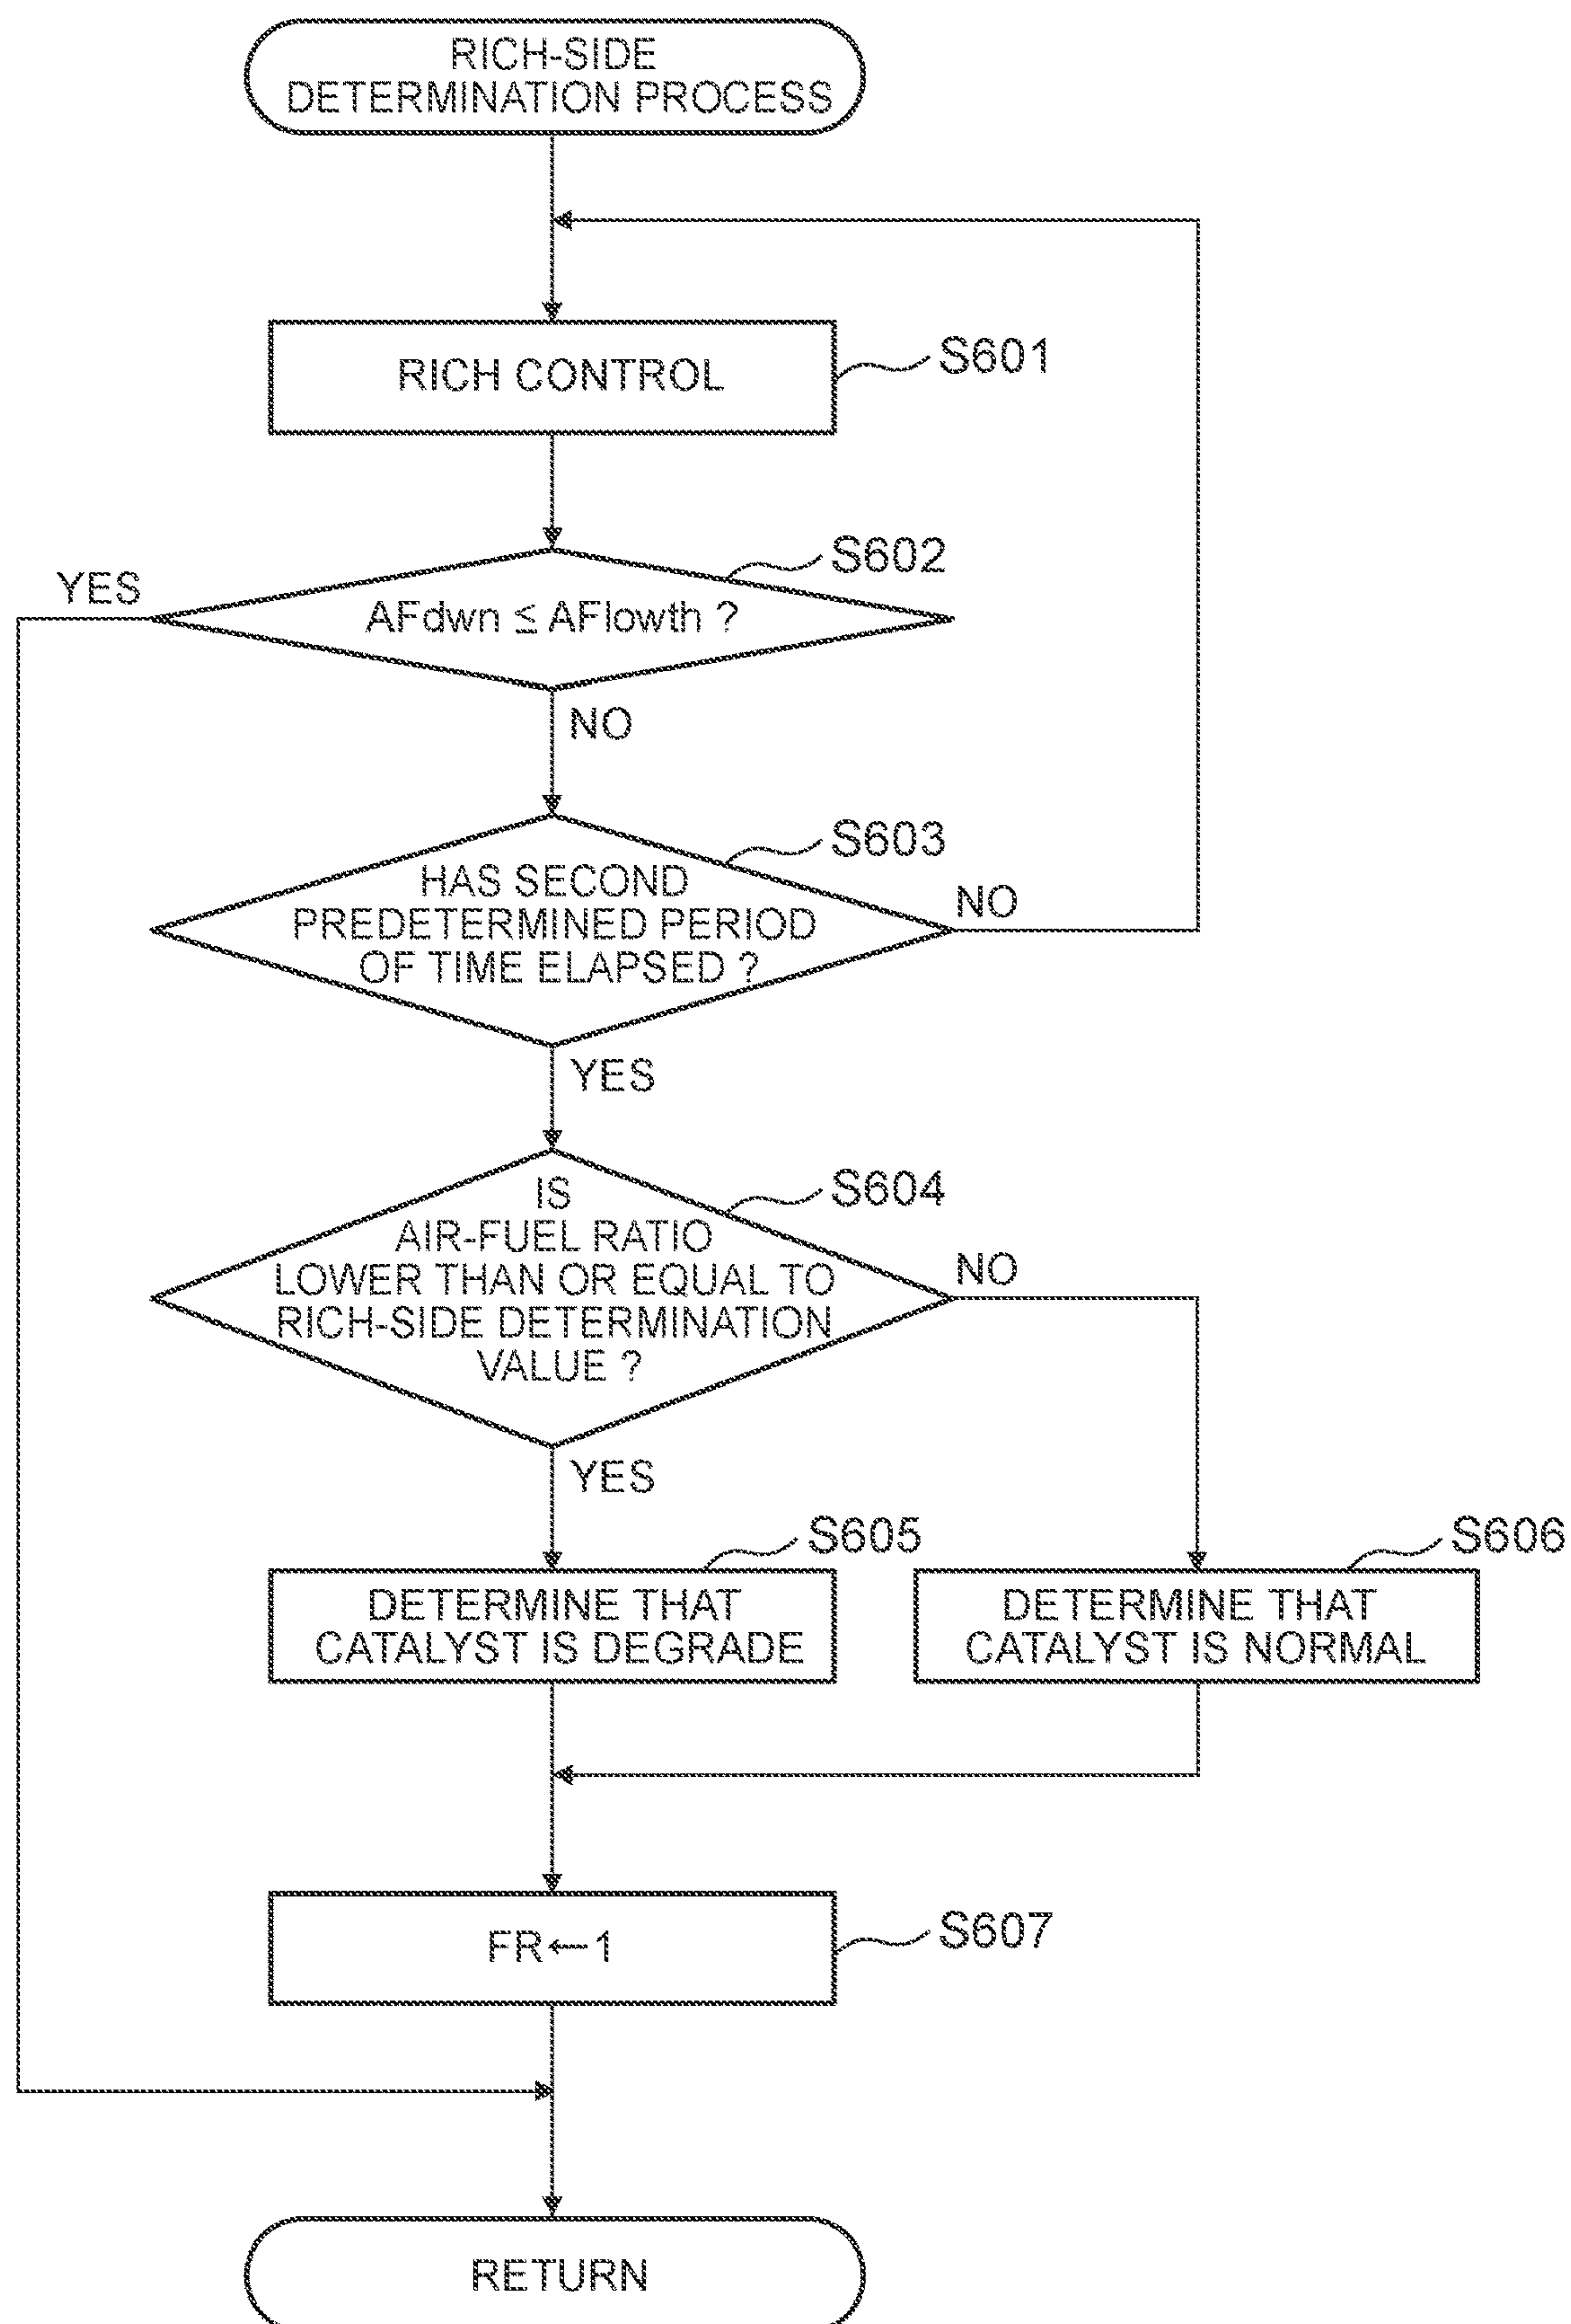 RICH-SIDE
DETERMINATION PROCESS
RICH CONTROL
S601
S602
YES
AFdwn ≦ AFlowth ?
NO
S603
HAS SECOND
PREDETERMINED PERIOD
OF TIME ELAPSED ?
NO
YES
S604
IS
AIR-FUEL RATIO
LOWER THAN OR EQUAL TO
RICH-SIDE DETERMINATION
VALUE ?
NO
YES
S605
DETERMINE THAT
CATALYST IS DEGRADE
S606
DETERMINE THAT
CATALYST IS NORMAL
FR←1
S607
RETURN